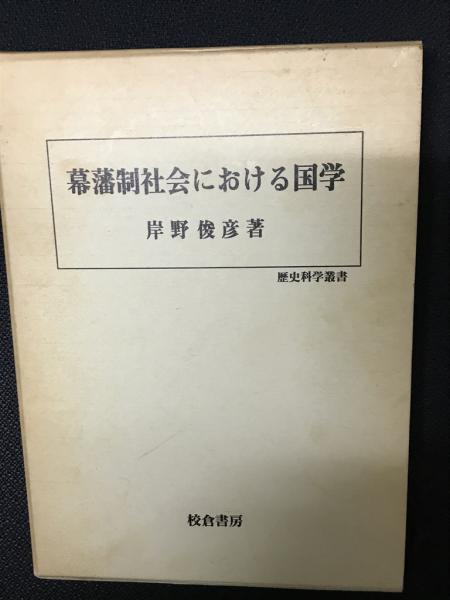 幕藩制社会における国学
岸野俊彦著
歴史科学叢書
校倉書房